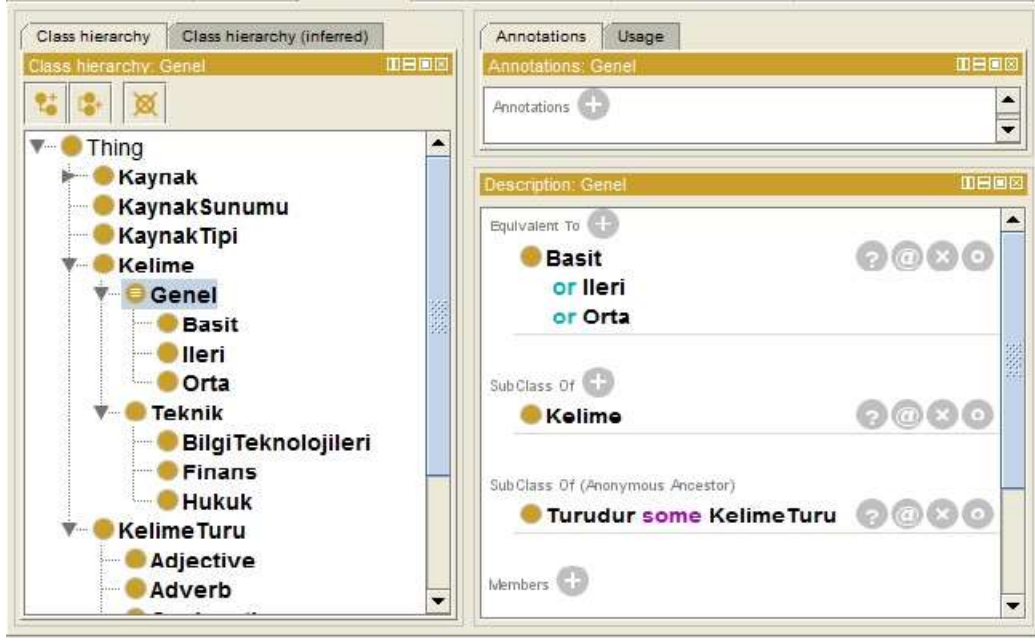 Class hierarchy
Class hierarchy (inferred)
Class hierarchy: Genel
Thing
Kaynak
KaynakSunumu
KaynakTipi
Kelime
Genel
Basit
Ileri
Orta
Teknik
BilgiTeknolojileri
Finans
Hukuk
KelimeTuru
Adjective
Adverb
Annotations
Usage
Annotations: Genel
Annotations
Description: Genel
Equivalent To
Basit
or Ileri
or Orta
SubClass Of
Kelime
SubClass Of (Anonymous Ancestor)
Turudur some KelimeTuru
Members